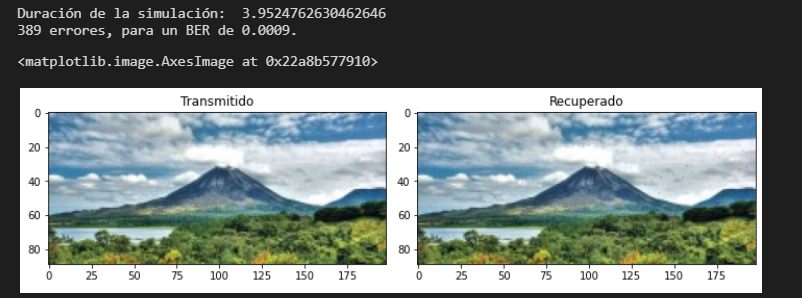 Duración de la simulación:  3.9524762630462646
389 errores, para un BER de 0.0009.
<matplotlib.image.AxesImage at 0x22a8b577910>
Transmitido
0
20
40
60
80
0 25 50 75 100 125 150 175
Recuperado
0
20
40
60
80
0 25 50 75 100 125 150 175